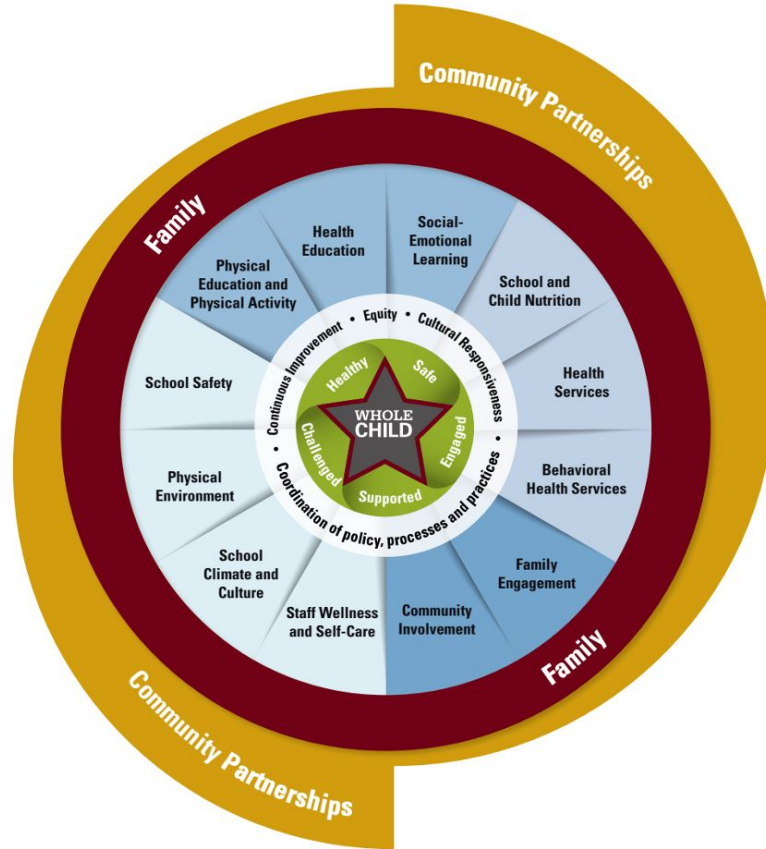 Community Partnerships
Family
Health
Education
Social-
Emotional
Learning
Physical
Education and
Physical Activity
School and
Child Nutrition
School Safety
Health
Services
Physical
Environment
Behavioral
Health Services
School
Climate and
Culture
Family
Engagement
Staff Wellness
and Self-Care
Community
Involvement
Continuous Improvement • Equity • Cultural Responsiveness •
Coordination of policy, processes and practices •
Healthy
Safe
Engaged
Supported
Challenged
WHOLE
CHILD
Family
Community Partnerships